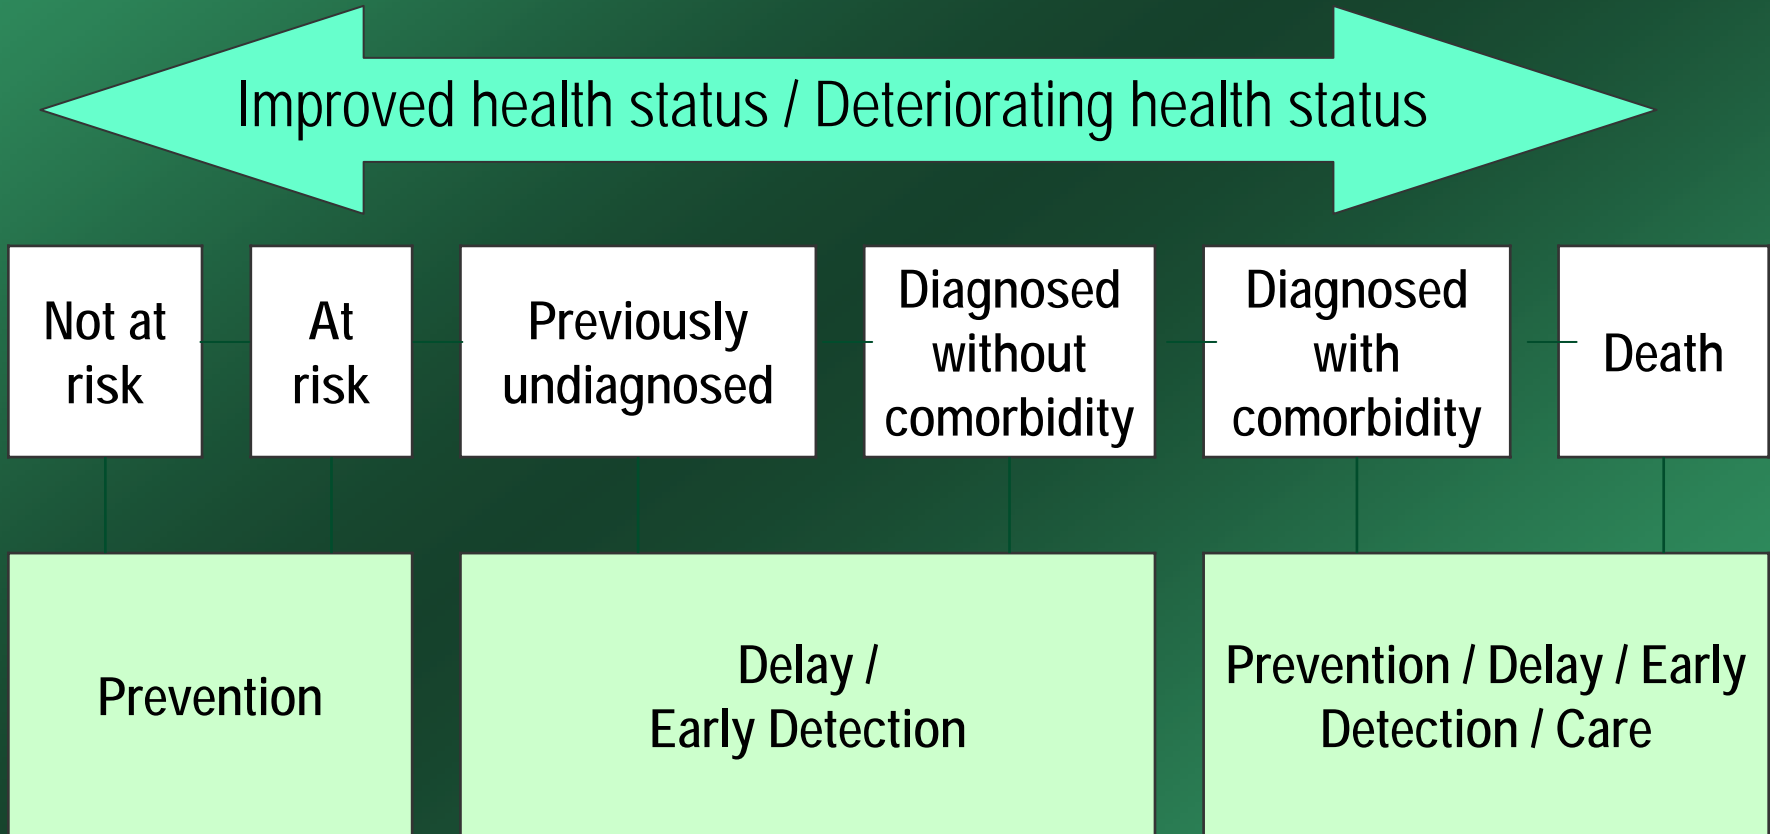 Improved health status / Deteriorating health status
Not at
risk
At
risk
Previously
undiagnosed
Diagnosed
without
comorbidity
Diagnosed
with
comorbidity
Death
Prevention
Delay /
Early Detection
Prevention / Delay / Early
Detection / Care